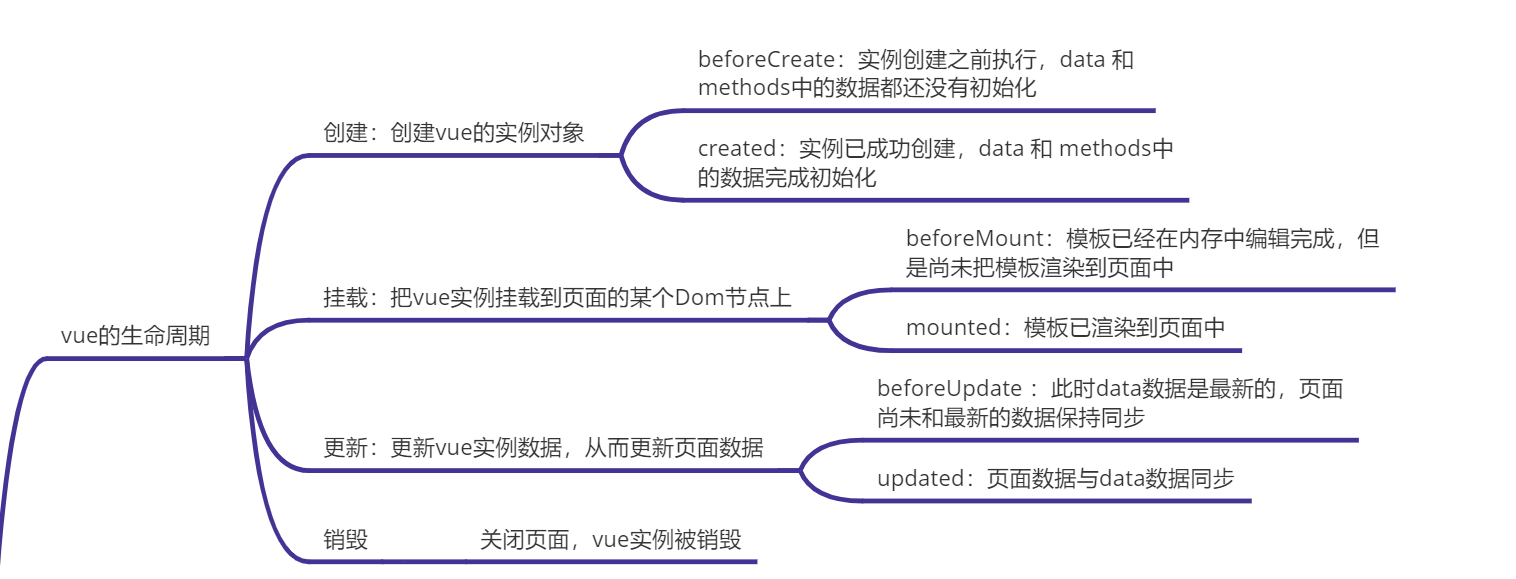 beforeCreate：实例创建之前执行，data 和
methods中的数据都还没有初始化
创建：创建vue的实例对象
created：实例已成功创建，data 和 methods中
的数据完成初始化
beforeMount：模板已经在内存中编辑完成，但
是尚未把模板渲染到页面中
挂载：把vue实例挂载到页面的某个Dom节点上
mounted：模板已渲染到页面中
vue的生命周期
beforeUpdate ：此时data数据是最新的，页面
尚未和最新的数据保持同步
更新：更新vue实例数据，从而更新页面数据
updated：页面数据与data数据同步
销毁
关闭页面，vue实例被销毁